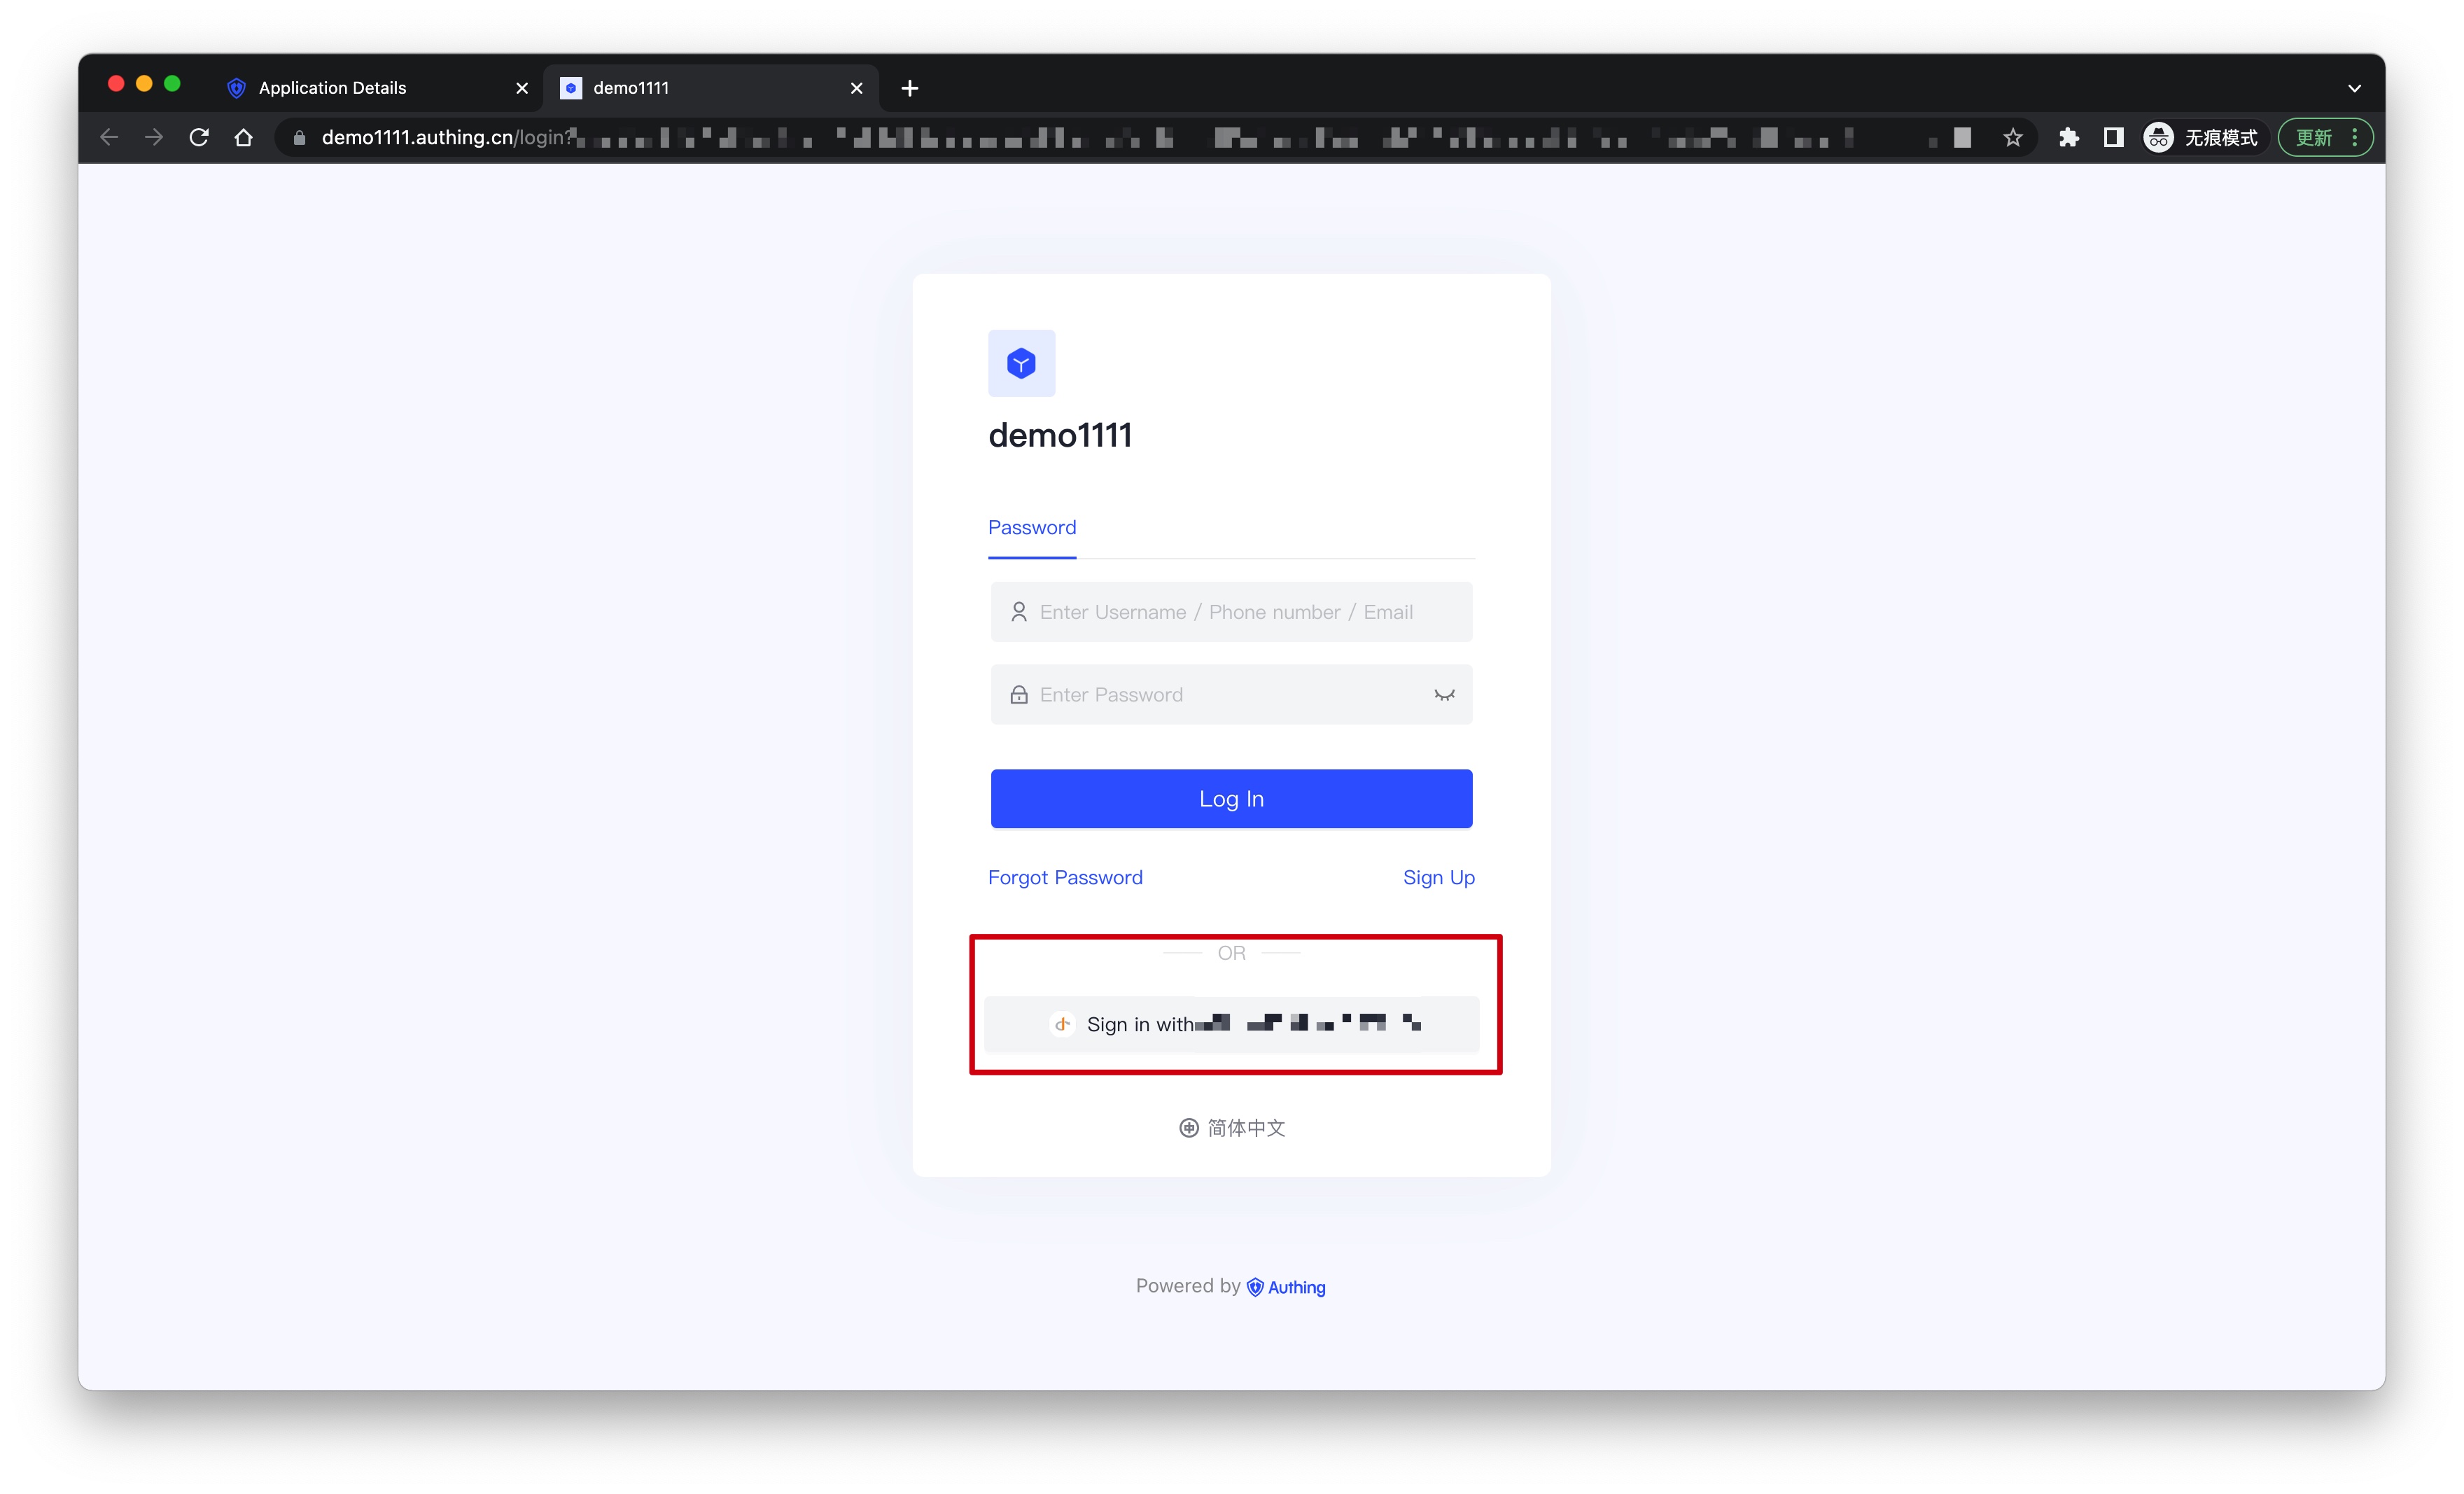 Application Details
demo1111
demo1111.authing.cn/login?
无痕模式
更新
demo1111
Password
Enter Username / Phone number / Email
Enter Password
Log In
Forgot Password
Sign Up
OR
Sign in with
简体中文
Powered by Authing